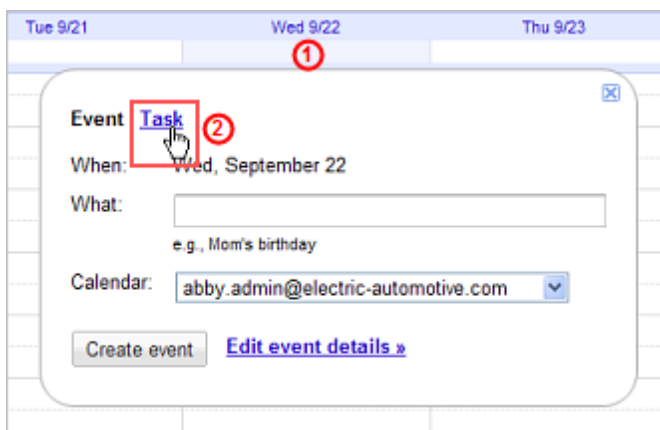 Tue 9/21 Wed 9/22 Thu 9/23
1
Event Task 2
When: Wed, September 22
What:
e.g., Mom's birthday
Calendar: abby.admin@electric-automotive.com
Create event Edit event details »